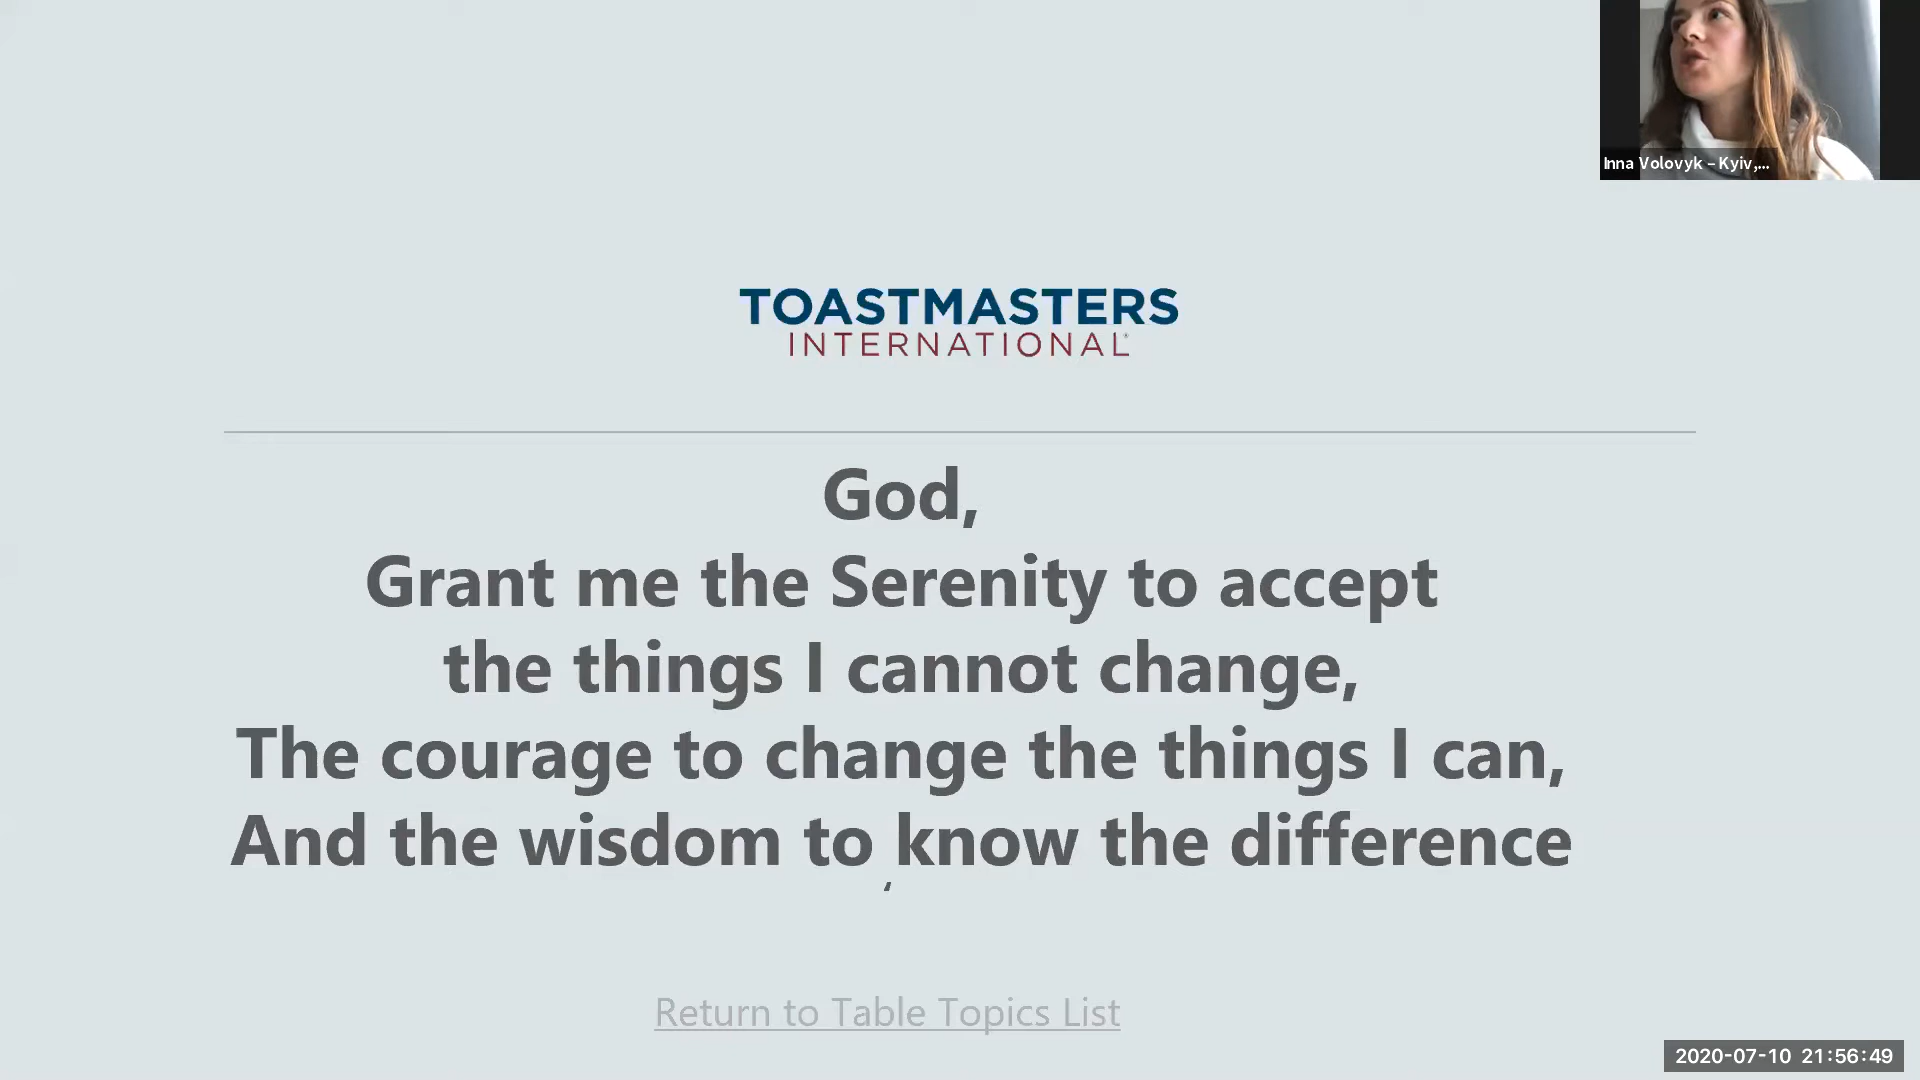 Inna Volovyk – Kyiv,...
TOASTMASTERS
INTERNATIONAL
God,
Grant me the Serenity to accept
the things I cannot change,
The courage to change the things I can,
And the wisdom to know the difference
,
Return to Table Topics List
2020-07-10 21:56:49